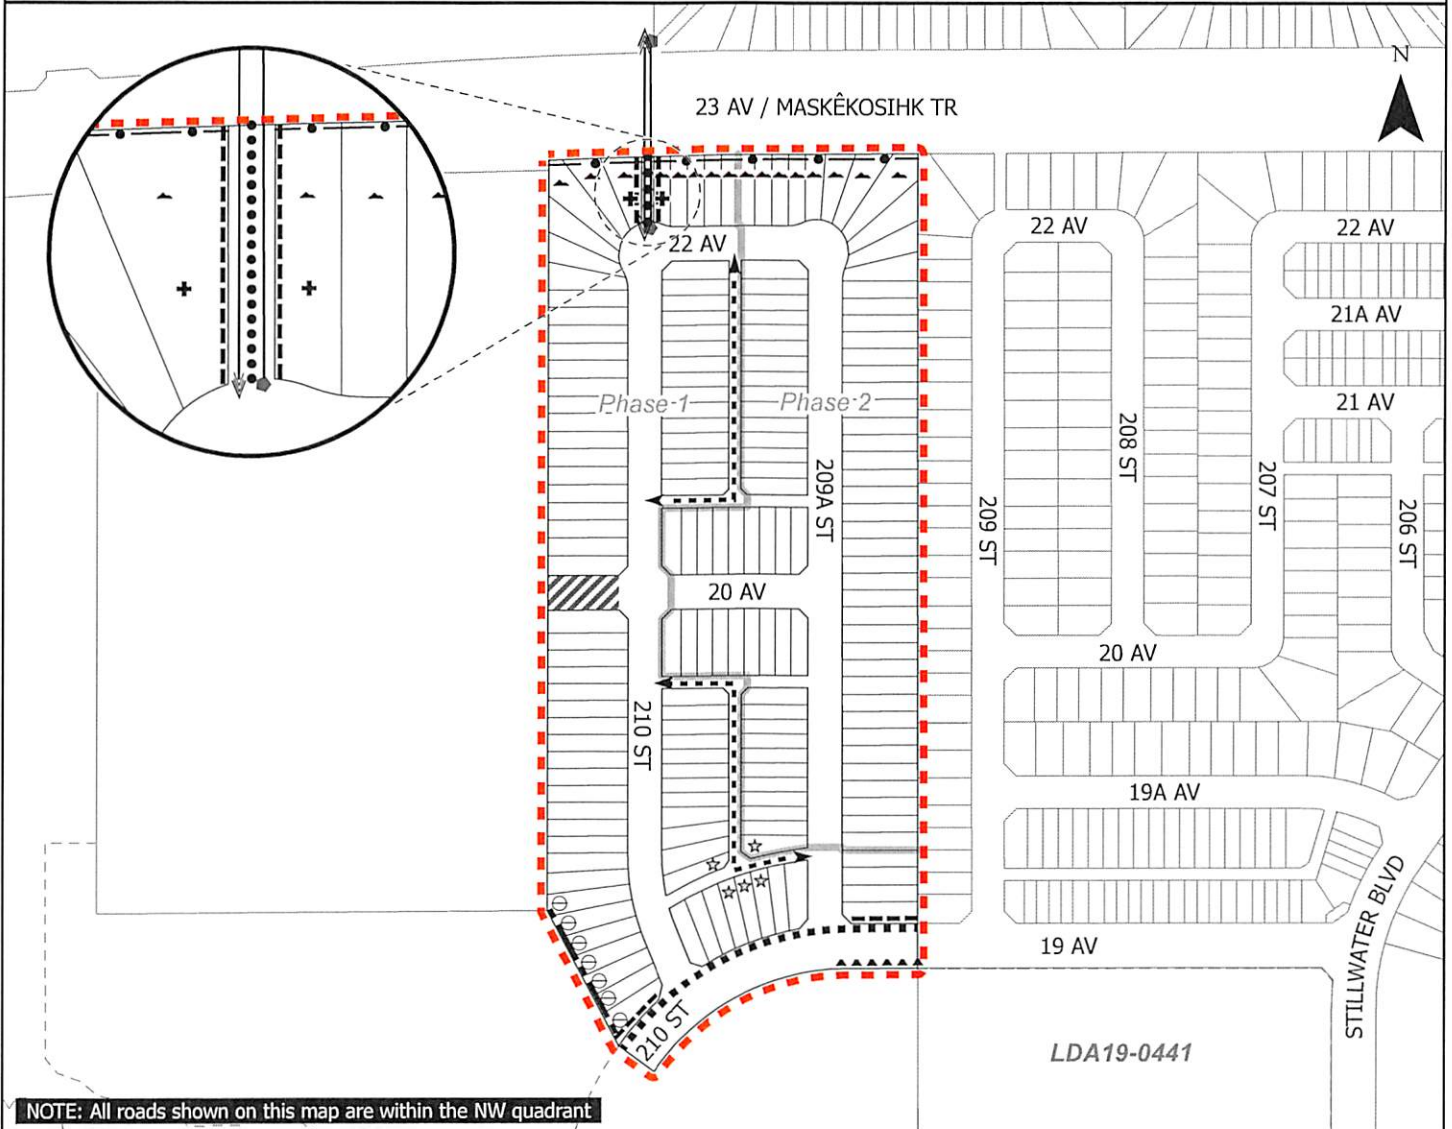 N
23 AV / MASKÊKOSIHK TR
22 AV
22 AV
22 AV
21A AV
Phase 1
Phase 2
21 AV
208 ST
209A ST
207 ST
209 ST
206 ST
20 AV
20 AV
210 ST
19A AV
STILLWATER BLVD
19 AV
210 ST
LDA19-0441
NOTE: All roads shown on this map are within the NW quadrant